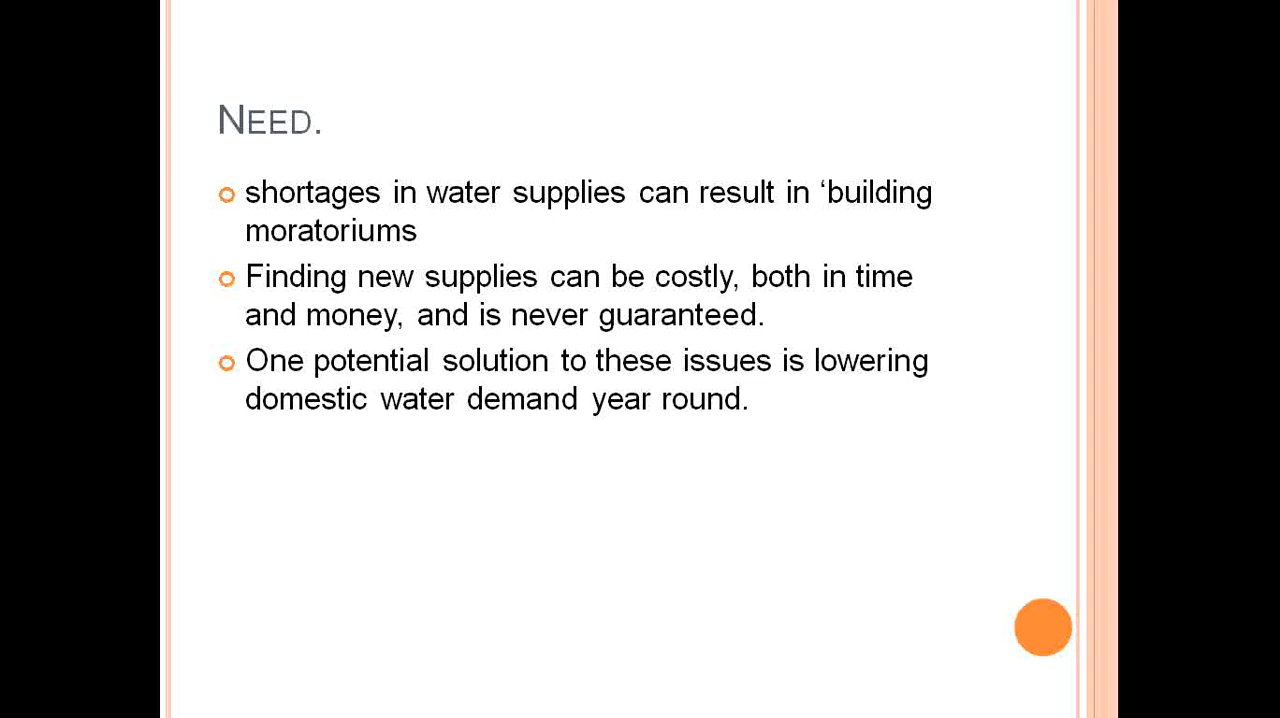 NEED.
shortages in water supplies can result in ‘building
moratoriums
Finding new supplies can be costly, both in time
and money, and is never guaranteed.
One potential solution to these issues is lowering
domestic water demand year round.